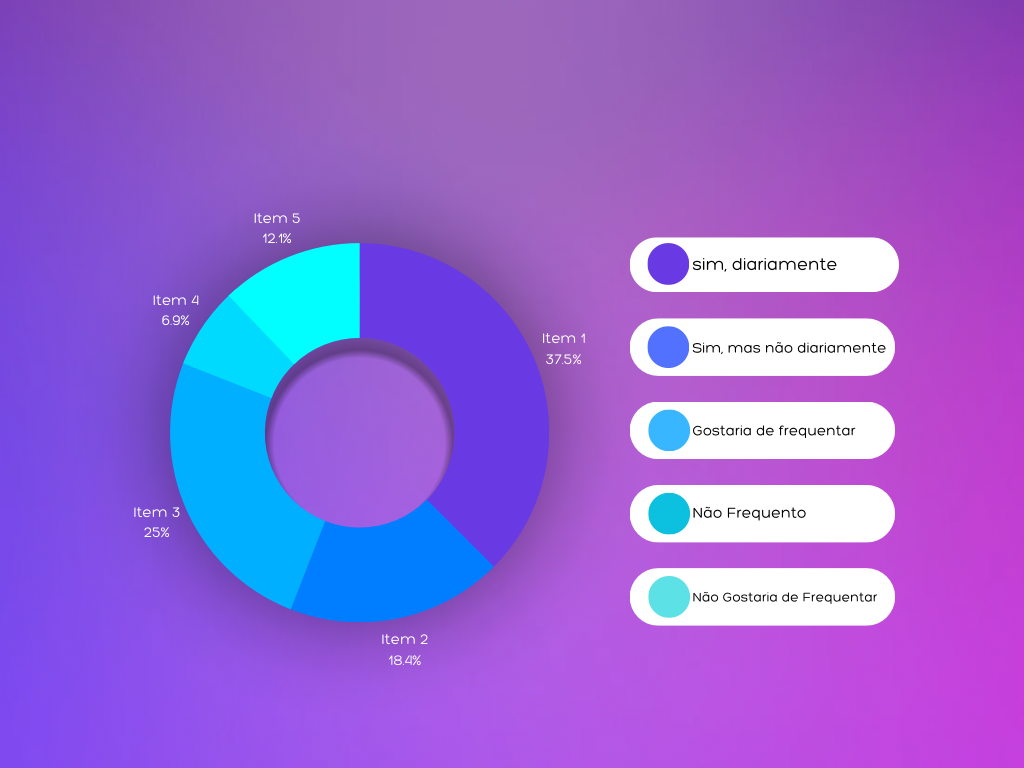 Item 5
12.1%
Item 4
6.9%
Item 1
37.5%
Item 3
25%
Item 2
18.4%
sim, diariamente
Sim, mas não diariamente
Gostaria de frequentar
Não Frequento
Não Gostaria de Frequentar